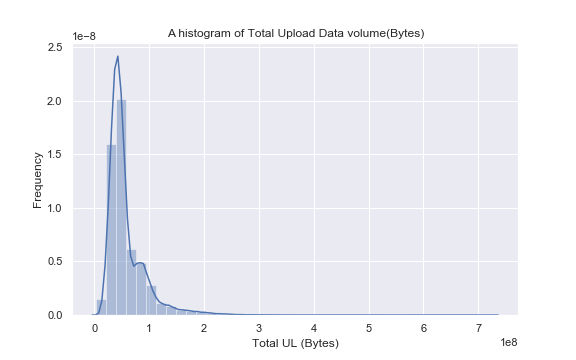 A histogram of Total Upload Data volume(Bytes)
1e−8
2.5
2.0
1.5
1.0
0.5
0.0
Frequency
0 1 2 3 4 5 6 7
1e8
Total UL (Bytes)